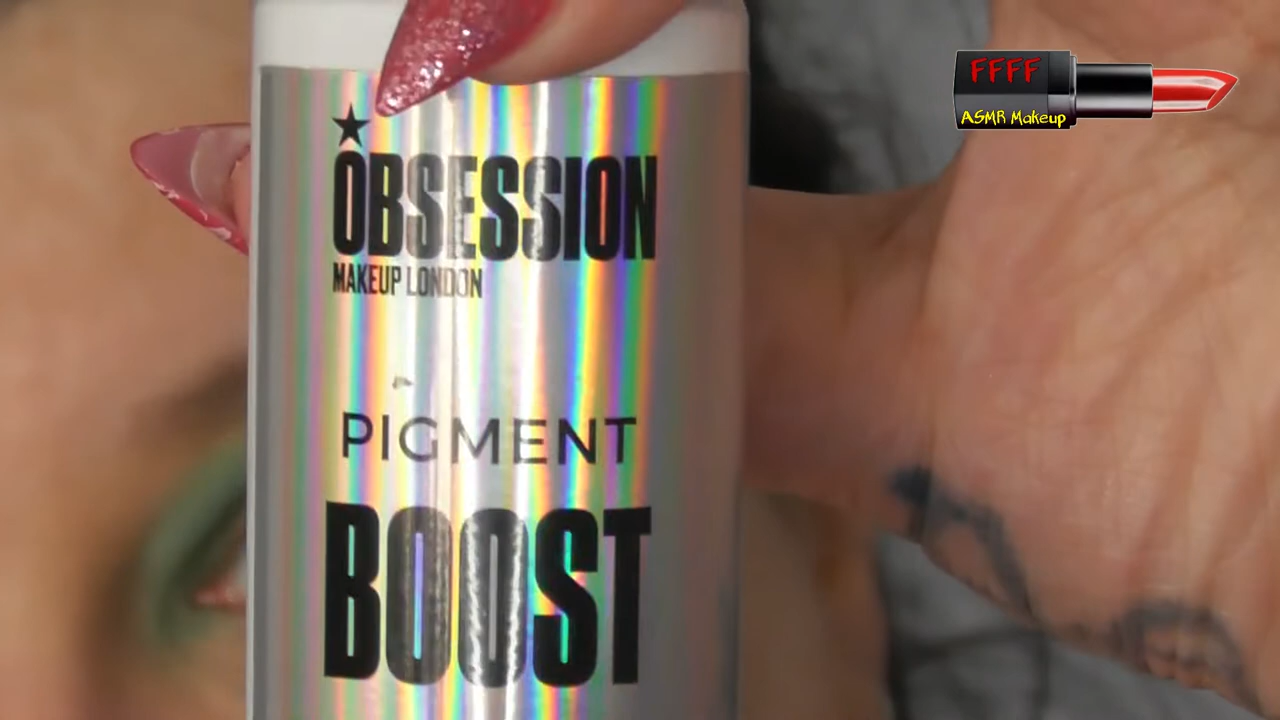 OBSESSION
MAKEUP LONDON
PIGMENT
BOOST
FFFF
ASMR Makeup